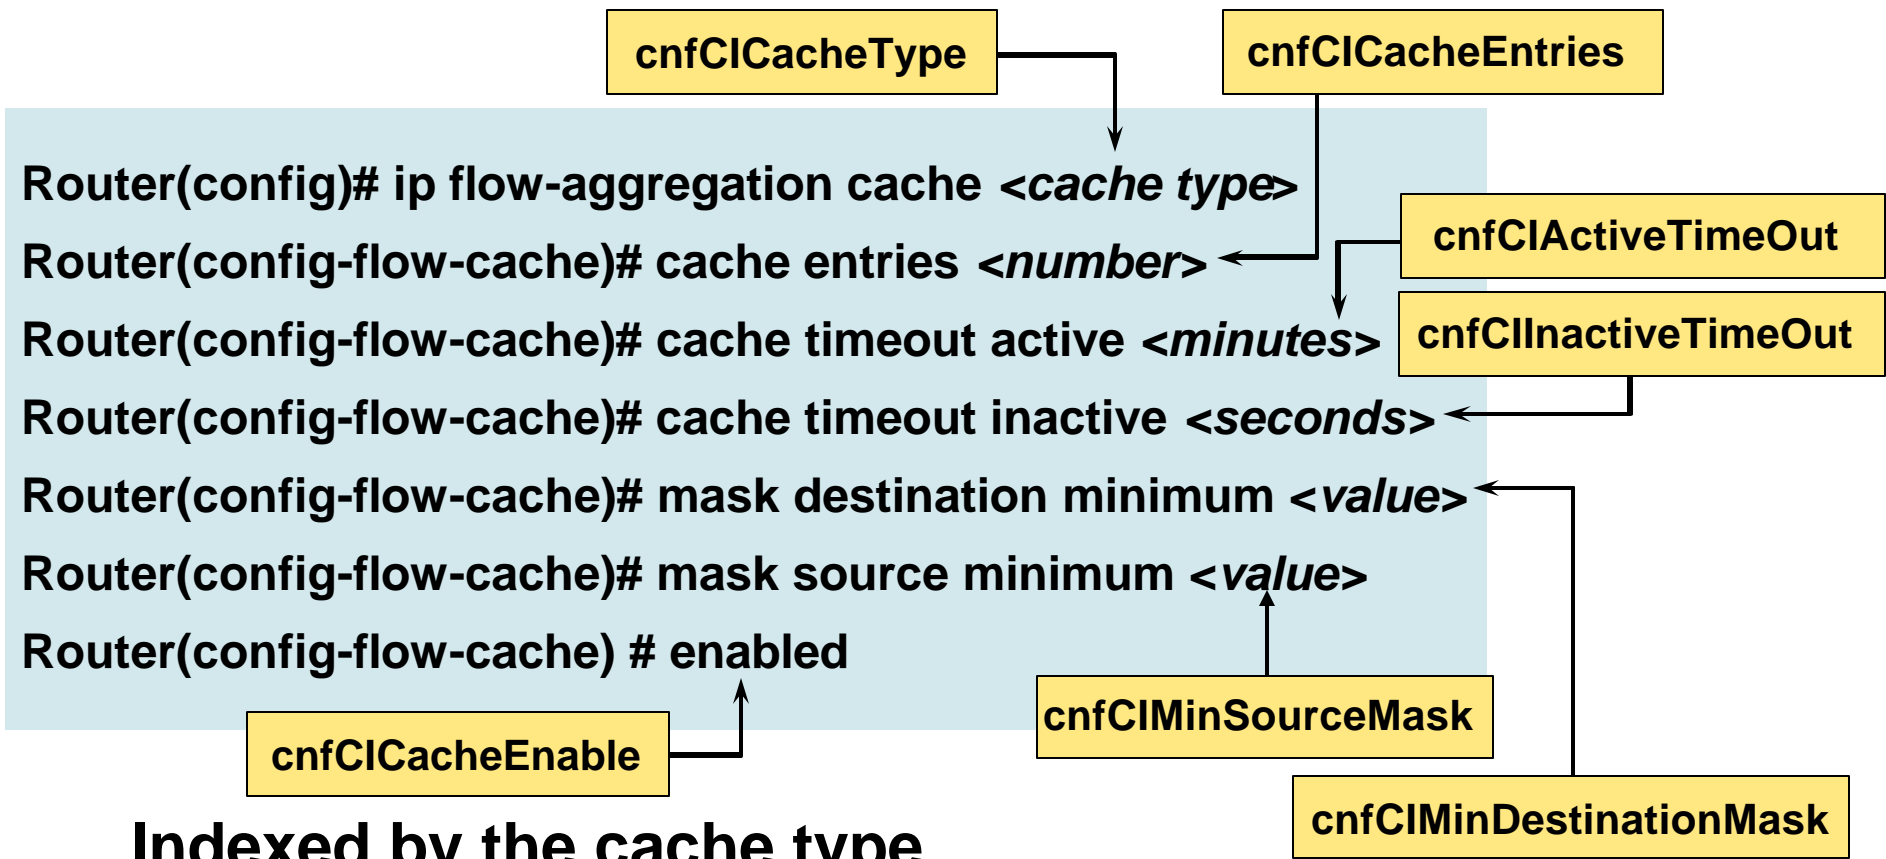 cnfCICacheType
cnfCICacheEntries
Router(config)# ip flow-aggregation cache <cache type>
Router(config-flow-cache)# cache entries <number>
cnfCIActiveTimeOut
Router(config-flow-cache)# cache timeout active <minutes>
cnfCIInactiveTimeOut
Router(config-flow-cache)# cache timeout inactive <seconds>
Router(config-flow-cache)# mask destination minimum <value>
Router(config-flow-cache)# mask source minimum <value>
Router(config-flow-cache) # enabled
cnfCIMinSourceMask
cnfCICacheEnable
cnfCIMinDestinationMask
Indexed by the cache type